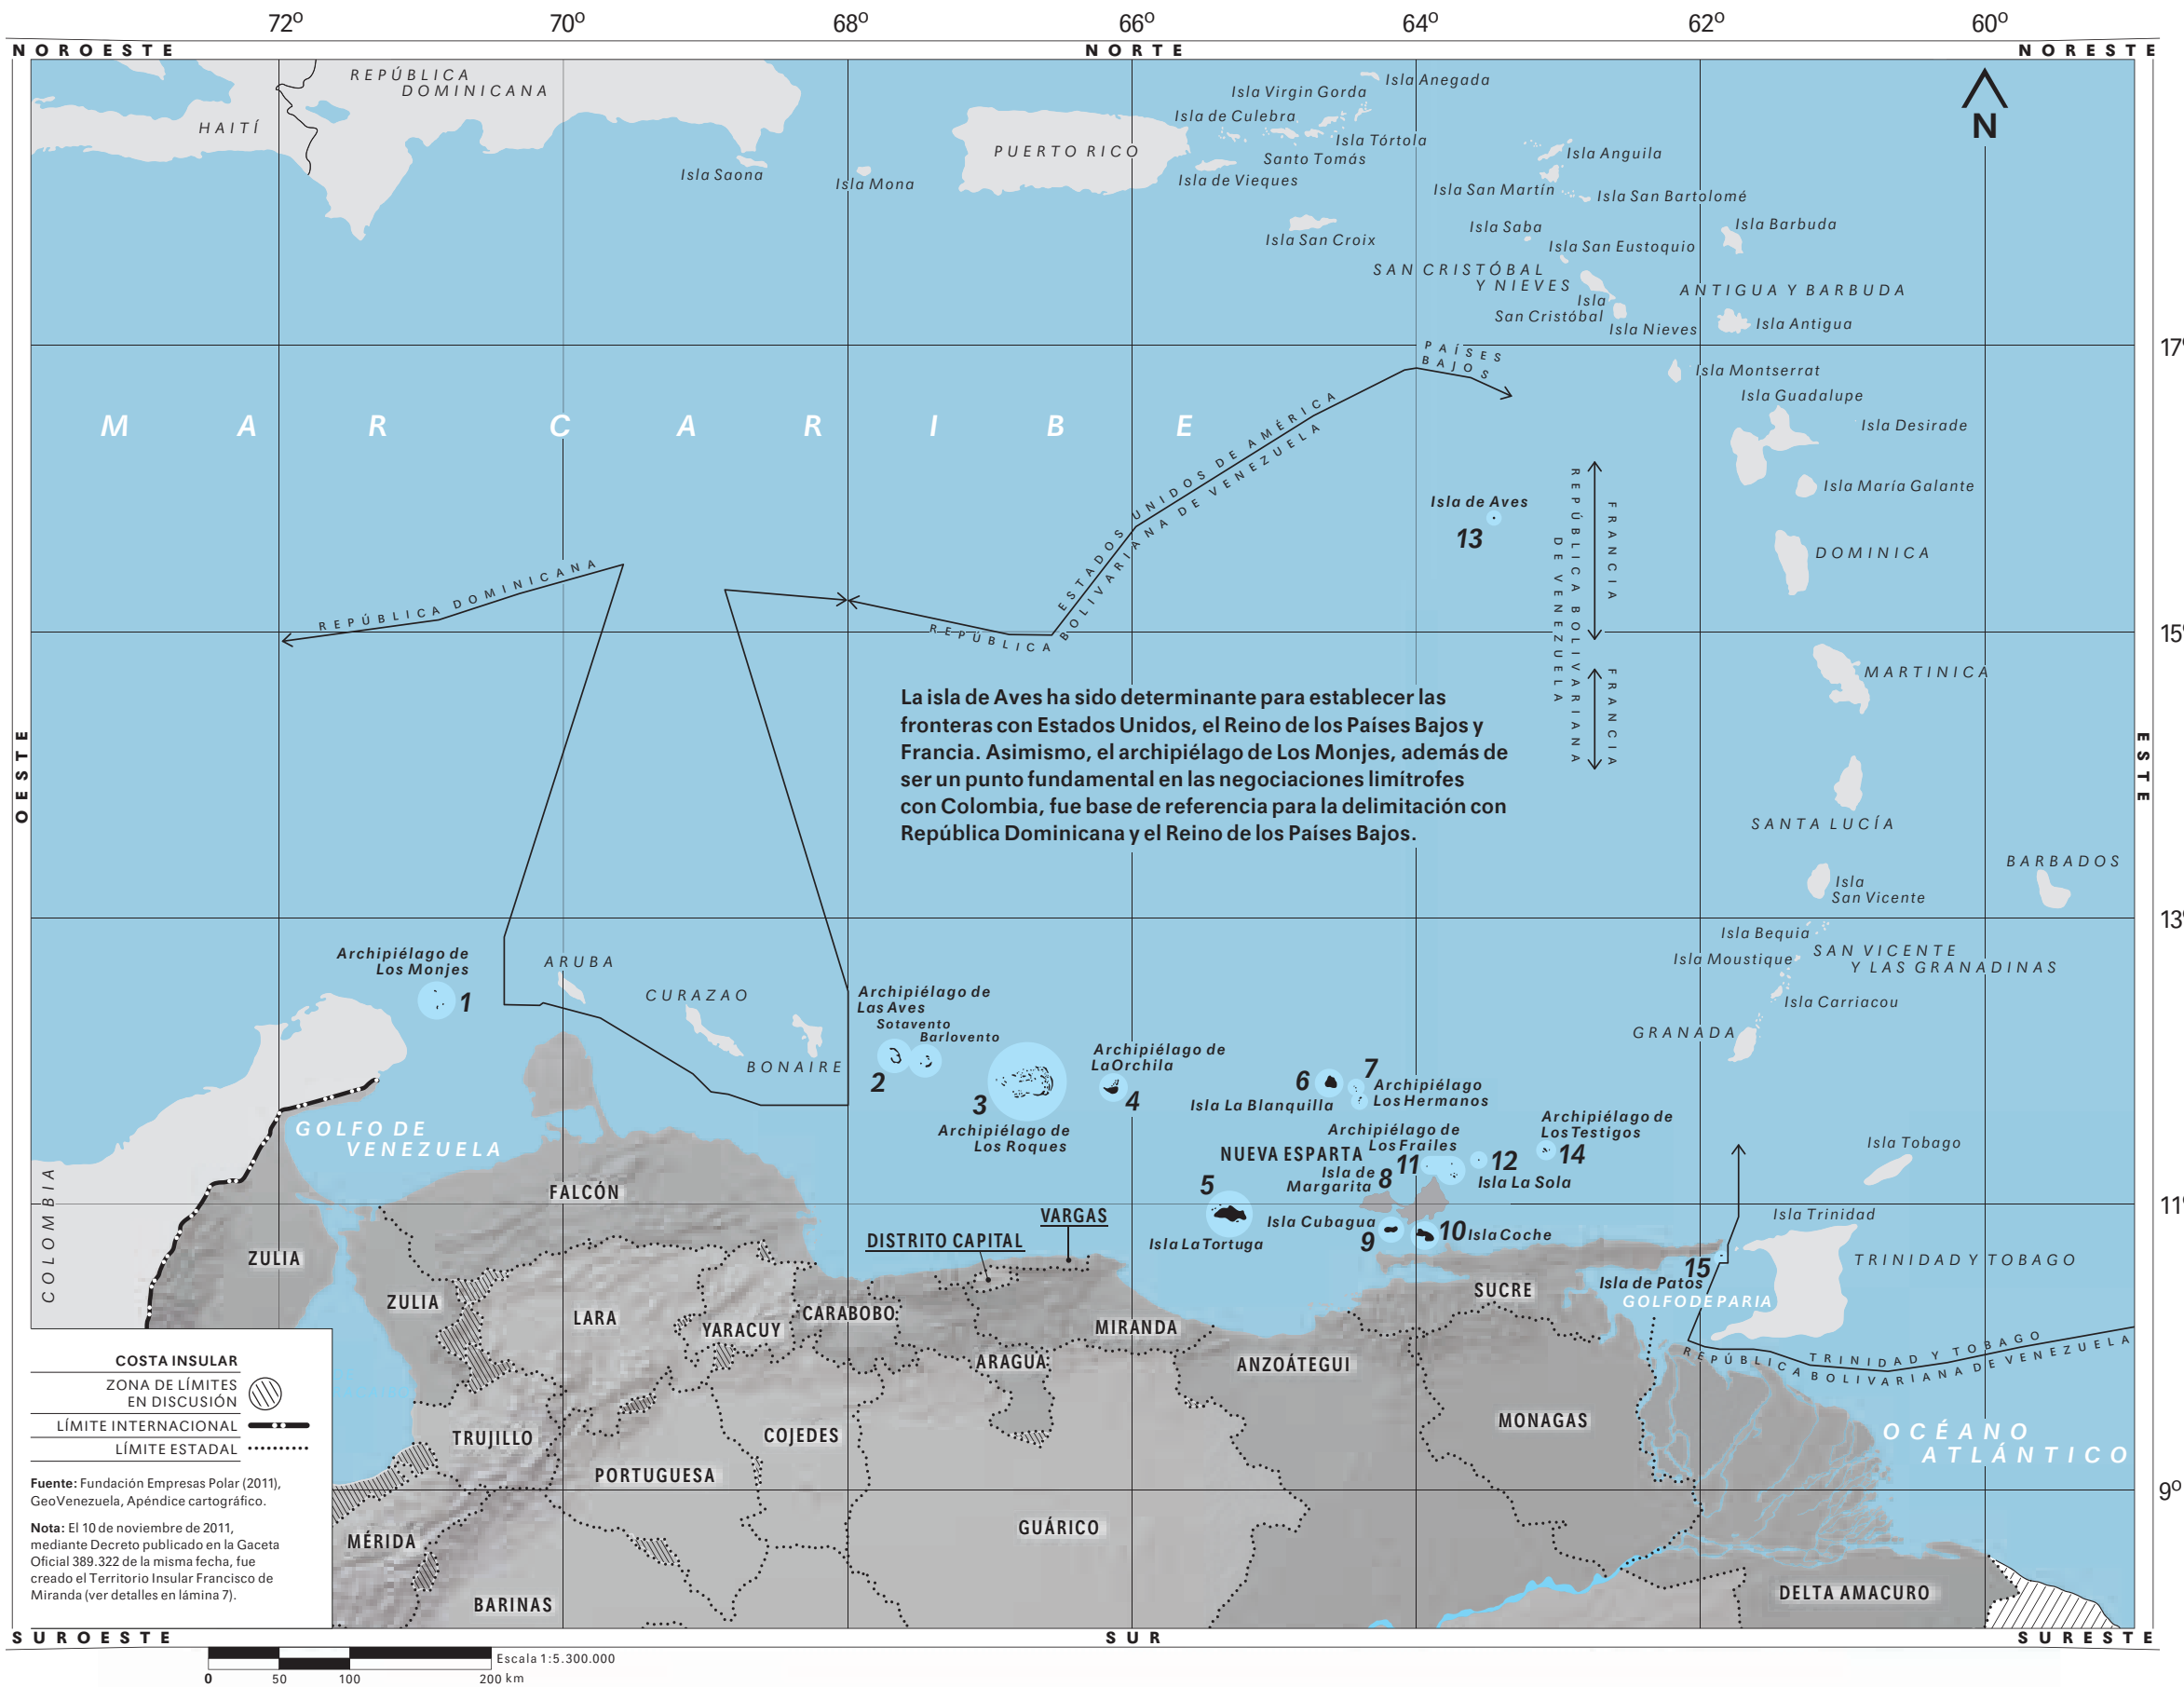 72º 70º 68º 66º 64º 62º 60º
NOROESTE NORTE NORESTE
REPÚBLICA
DOMINICANA
HAITÍ
Isla Saona
Isla Mona
PUERTO RICO
Isla Anegada
Isla Virgin Gorda
Isla de Culebra
Isla Tórtola
Santo Tomás
Isla de Vieques
Isla San Croix
N
Isla Anguila
Isla San Martín
Isla San Bartolomé
Isla Saba
Isla Barbuda
Isla San Eustoquio
SAN CRISTÓBAL
Y NIEVES
ANTIGUA Y BARBUDA
Isla
San Cristóbal
Isla Nieves
Isla Antigua
17º
PAÍSES
BAJOS
Isla Montserrat
Isla Guadalupe
Isla Desirade
MAR CARIBE
ESTADOS UNIDOS DE AMÉRICA
REPÚBLICA BOLIVARIANA DE VENEZUELA
Isla María Galante
Isla de Aves
13
FRANCIA
REPÚBLICA BOLIVARIANA
DE VENEZUELA
FRANCIA
DOMINICA
REPÚBLICA DOMINICANA
15º
MARTINICA
La isla de Aves ha sido determinante para establecer las
fronteras con Estados Unidos, el Reino de los Países Bajos y
Francia. Asimismo, el archipiélago de Los Monjes, además de
ser un punto fundamental en las negociaciones limítrofes
con Colombia, fue base de referencia para la delimitación con
República Dominicana y el Reino de los Países Bajos.
OESTE
ESTE
SANTA LUCÍA
BARBADOS
Isla
San Vicente
13º
Isla Bequia
SAN VICENTE
Y LAS GRANADINAS
Isla Moustique
Isla Carriacou
GRANADA
Archipiélago de
Los Monjes
1
ARUBA
CURAZAO
BONAIRE
Archipiélago de
Las Aves
Sotavento
Barlovento
2
3
Archipiélago de
Los Roques
Archipiélago de
La Orchila
4
6
Isla La Blanquilla
7
Archipiélago
Los Hermanos
Archipiélago de
Los Testigos
14
Archipiélago de
Los Frailes
11
12
Isla La Sola
NUEVA ESPARTA
Isla de
Margarita
8
5
Isla La Tortuga
Isla Cubagua
9
10
Isla Coche
Isla Tobago
11º
Isla Trinidad
TRINIDAD Y TOBAGO
15
Isla de Patos
GOLFO DE PARIA
GOLFO DE
VENEZUELA
COLOMBIA
ZULIA
FALCÓN
VARGAS
DISTRITO CAPITAL
ZULIA
LARA
YARACUY
CARABOBO
MIRANDA
ARAGUA
ANZOÁTEGUI
SUCRE
TRINIDAD Y TOBAGO
REPÚBLICA BOLIVARIANA DE VENEZUELA
TRUJILLO
COJEDES
PORTUGUESA
MONAGAS
OCÉANO
ATLÁNTICO
9º
MÉRIDA
GUÁRICO
BARINAS
DELTA AMACURO
COSTA INSULAR
ZONA DE LÍMITES
EN DISCUSIÓN
LÍMITE INTERNACIONAL
LÍMITE ESTADAL
Fuente: Fundación Empresas Polar (2011),
GeoVenezuela, Apéndice cartográfico.
Nota: El 10 de noviembre de 2011,
mediante Decreto publicado en la Gaceta
Oficial 389.322 de la misma fecha, fue
creado el Territorio Insular Francisco de
Miranda (ver detalles en lámina 7).
SUROESTE SUR SURESTE
Escala 1:5.300.000
0 50 100 200 km